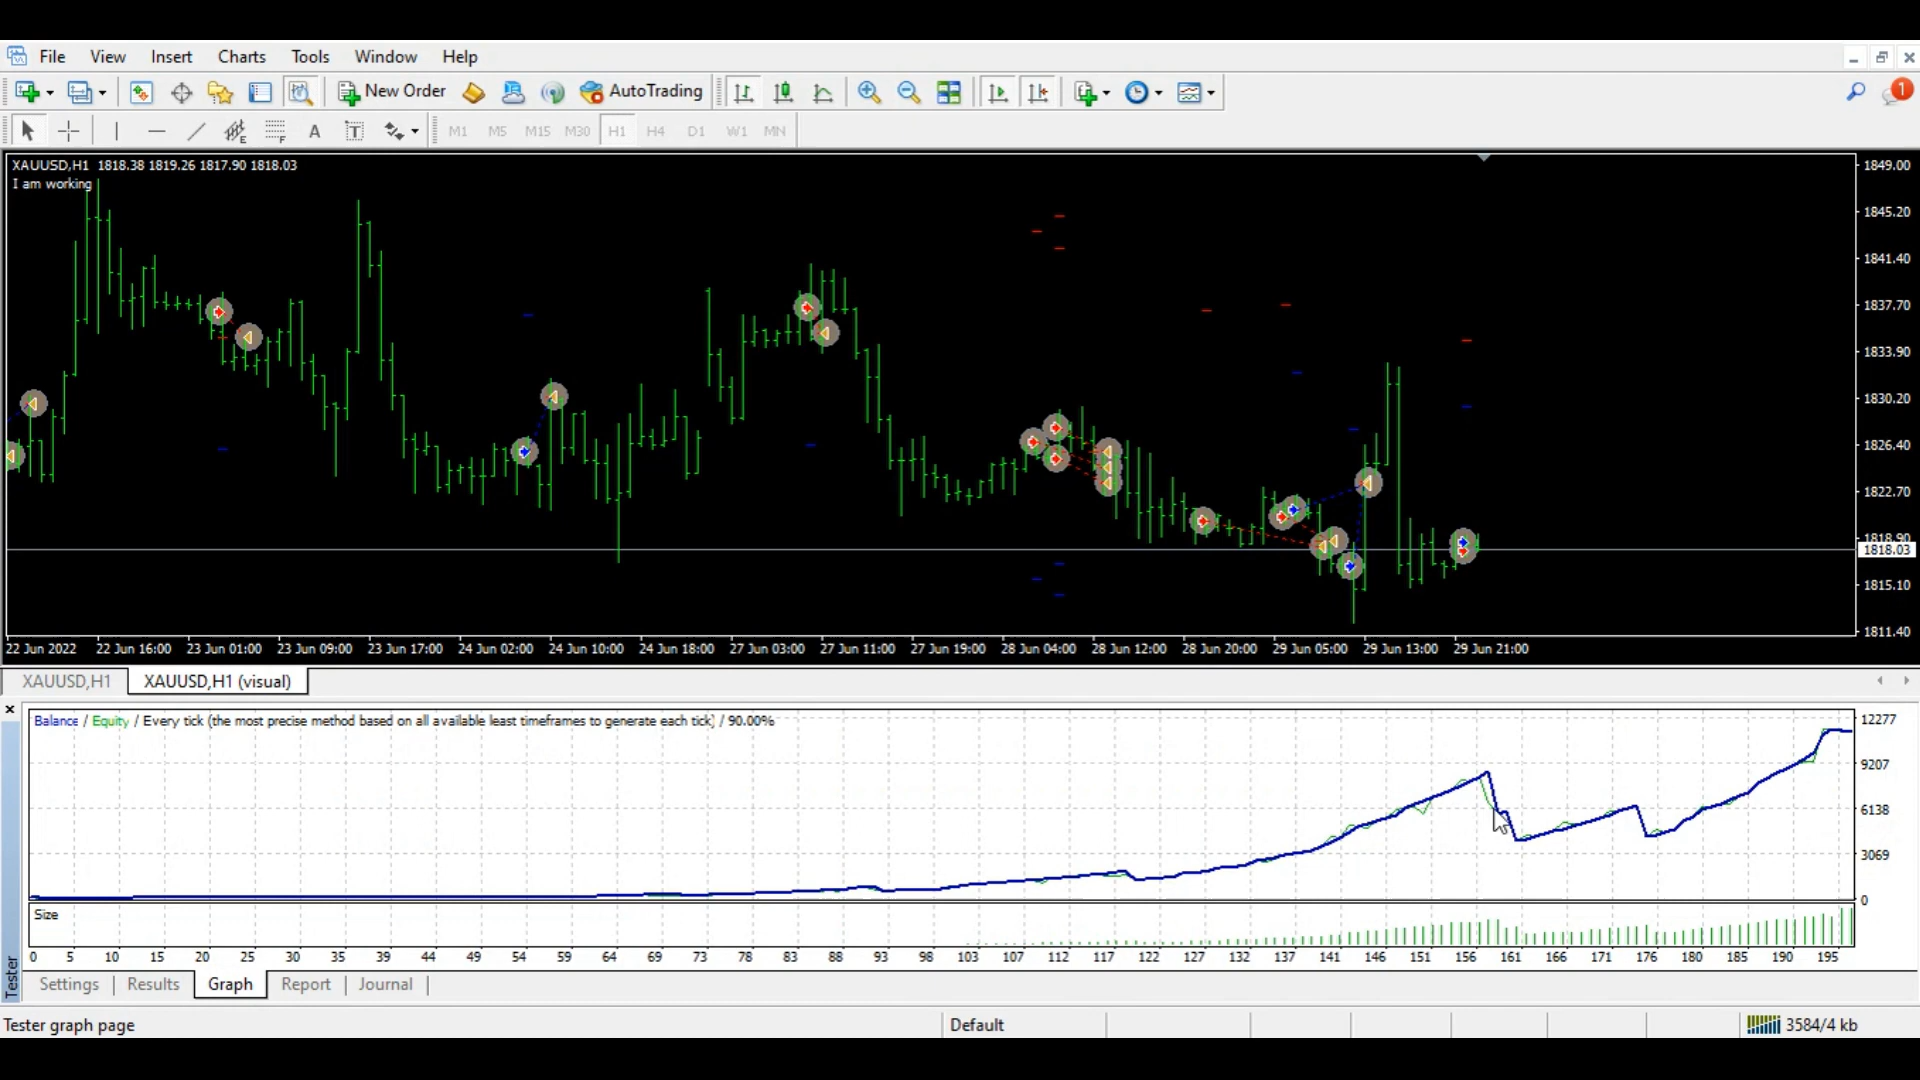 File View Insert Charts Tools Window Help
New Order AutoTrading 1
E F A T M1 M5 M15 M30 H1 H4 D1 W1 MN
XAUUSD,H1 1818.38 1819.26 1817.90 1818.03
I am working
1849.00
1845.20
1841.40
1837.70
1833.90
1830.20
1826.40
1822.70
1818.90
1818.03
1815.10
1811.40
22 Jun 2022 22 Jun 16:00 23 Jun 01:00 23 Jun 09:00 23 Jun 17:00 24 Jun 02:00 24 Jun 10:00 24 Jun 18:00 27 Jun 03:00 27 Jun 11:00 27 Jun 19:00 28 Jun 04:00 28 Jun 12:00 28 Jun 20:00 29 Jun 05:00 29 Jun 13:00 29 Jun 21:00
XAUUSD,H1 XAUUSD,H1 (visual)
Balance / Equity / Every tick (the most precise method based on all available least timeframes to generate each tick) / 90.00%
12277
9207
6138
3069
0
Size
0 5 10 15 20 25 30 35 39 44 49 54 59 64 69 73 78 83 88 93 98 103 107 112 117 122 127 132 137 141 146 151 156 161 166 171 176 180 185 190 195
Tester
Settings Results Graph Report Journal
Tester graph page Default 3584/4 kb